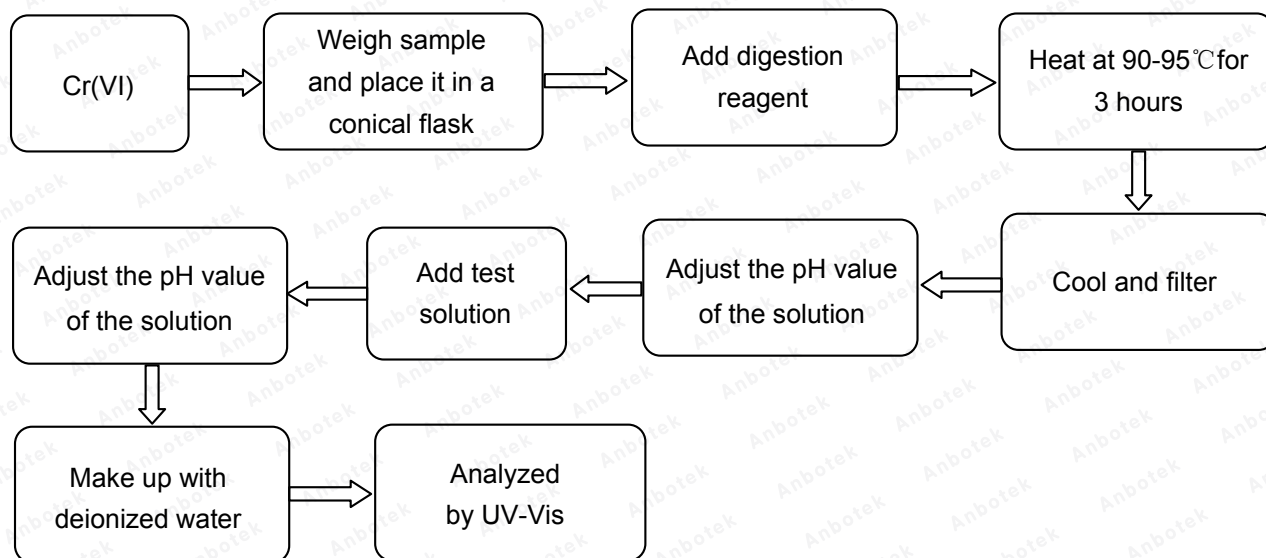 Cr(VI)
Weigh sample
and place it in a
conical flask
Add digestion
reagent
Heat at 90-95℃for
3 hours
Cool and filter
Adjust the pH value
of the solution
Add test
solution
Adjust the pH value
of the solution
Make up with
deionized water
Analyzed
by UV-Vis
Anbotek